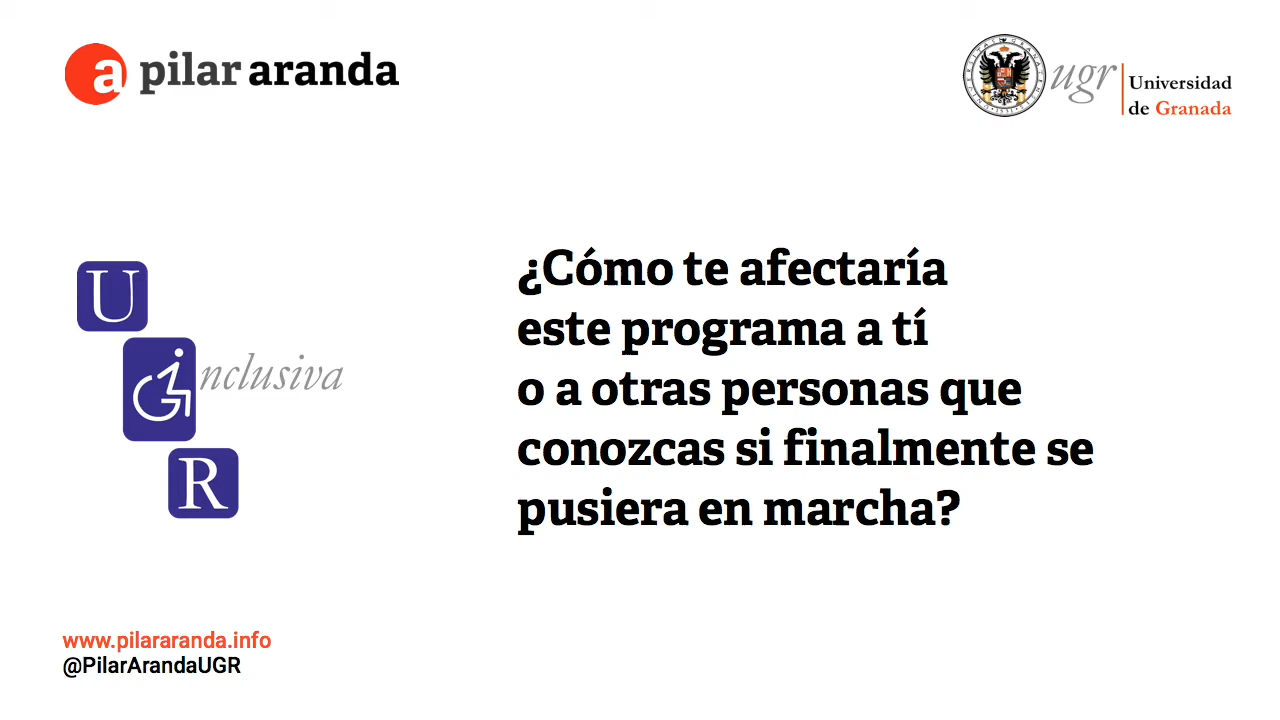 a pilar aranda
ugr Universidad
de Granada
U
inclusiva
R
¿Cómo te afectaría
este programa a tí
o a otras personas que
conozcas si finalmente se
pusiera en marcha?
www.pilararanda.info
@PilarArandaUGR